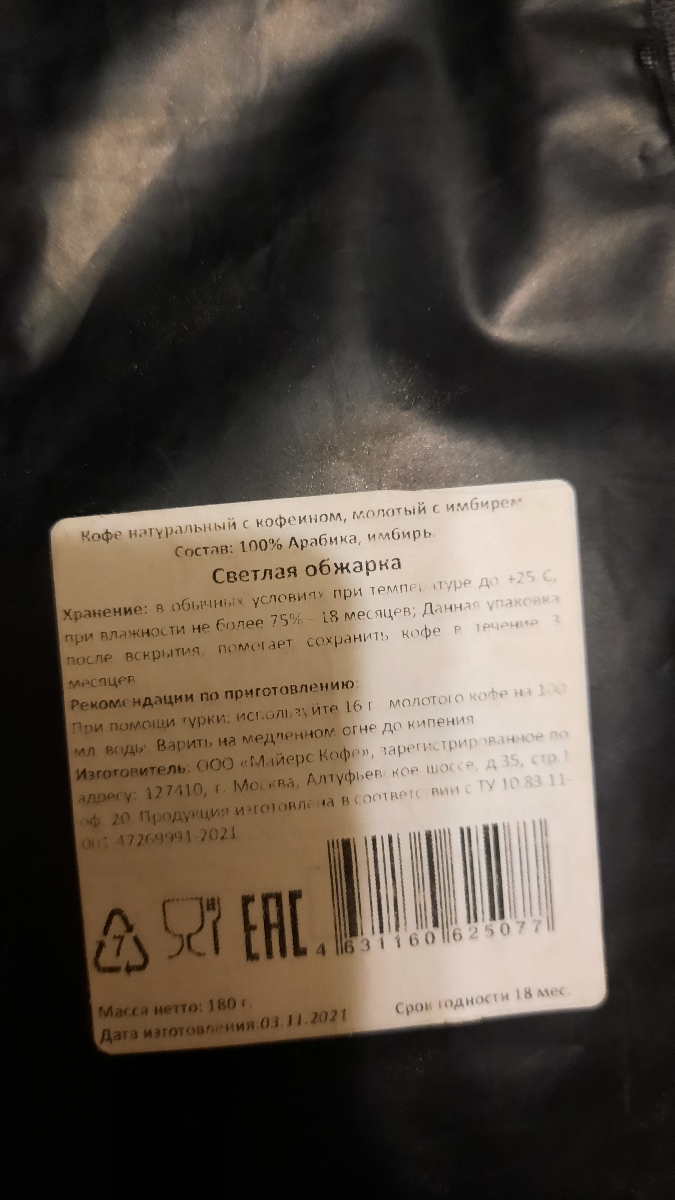 Кофе натуральный с кофеином, молотый с имбирем
Состав: 100% Арабика, имбирь.
Светлая обжарка
Хранение: в обычных условиях при температуре до +25 С,
при влажности не более 75% - 18 месяцев; Данная упаковка
после вскрытия, помогает сохранить кофе в течение 3
месяцев.
Рекомендации по приготовлению:
При помощи турки: используйте 16 г. молотого кофе на 100
мл воды. Варить на медленном огне до кипения
Изготовитель: ООО «Майерс Кофе», зарегистрированное по
адресу: 127410, г. Москва, Алтуфьевское шоссе, д.35, стр.1
оф. 20. Продукция изготовлена в соответствии с ТУ 10.83.11-
001-47269991-2021
7
EAC
4 631160 625077
Масса нетто: 180 г.
Срок годности 18 мес.
Дата изготовления.03.11.2021